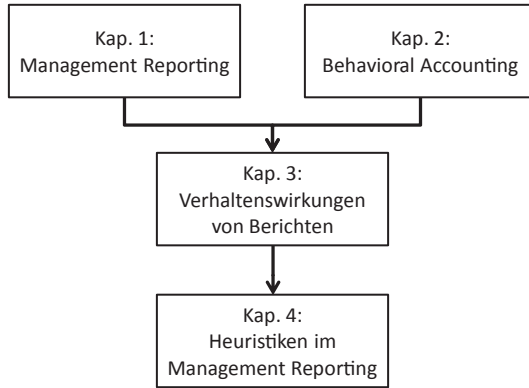 Kap. 1:
Management Reporting
Kap. 2:
Behavioral Accounting
Kap. 3:
Verhaltenswirkungen
von Berichten
Kap. 4:
Heuristiken im
Management Reporting